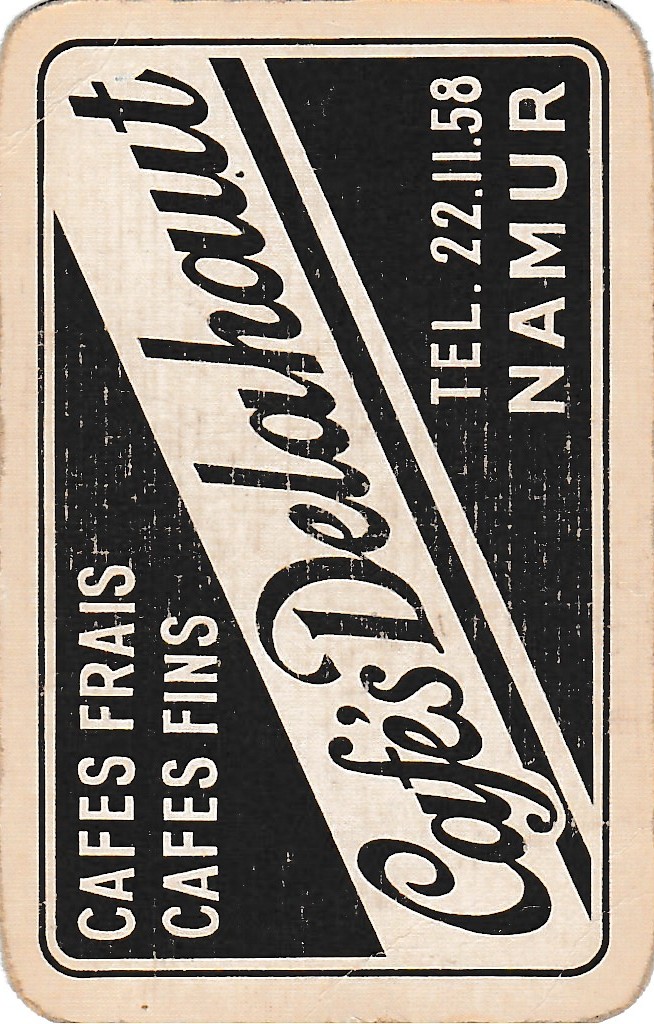 CAFES FRAIS
CAFES FINS
Cafés Delahaut
TEL. 22.11.58
NAMUR